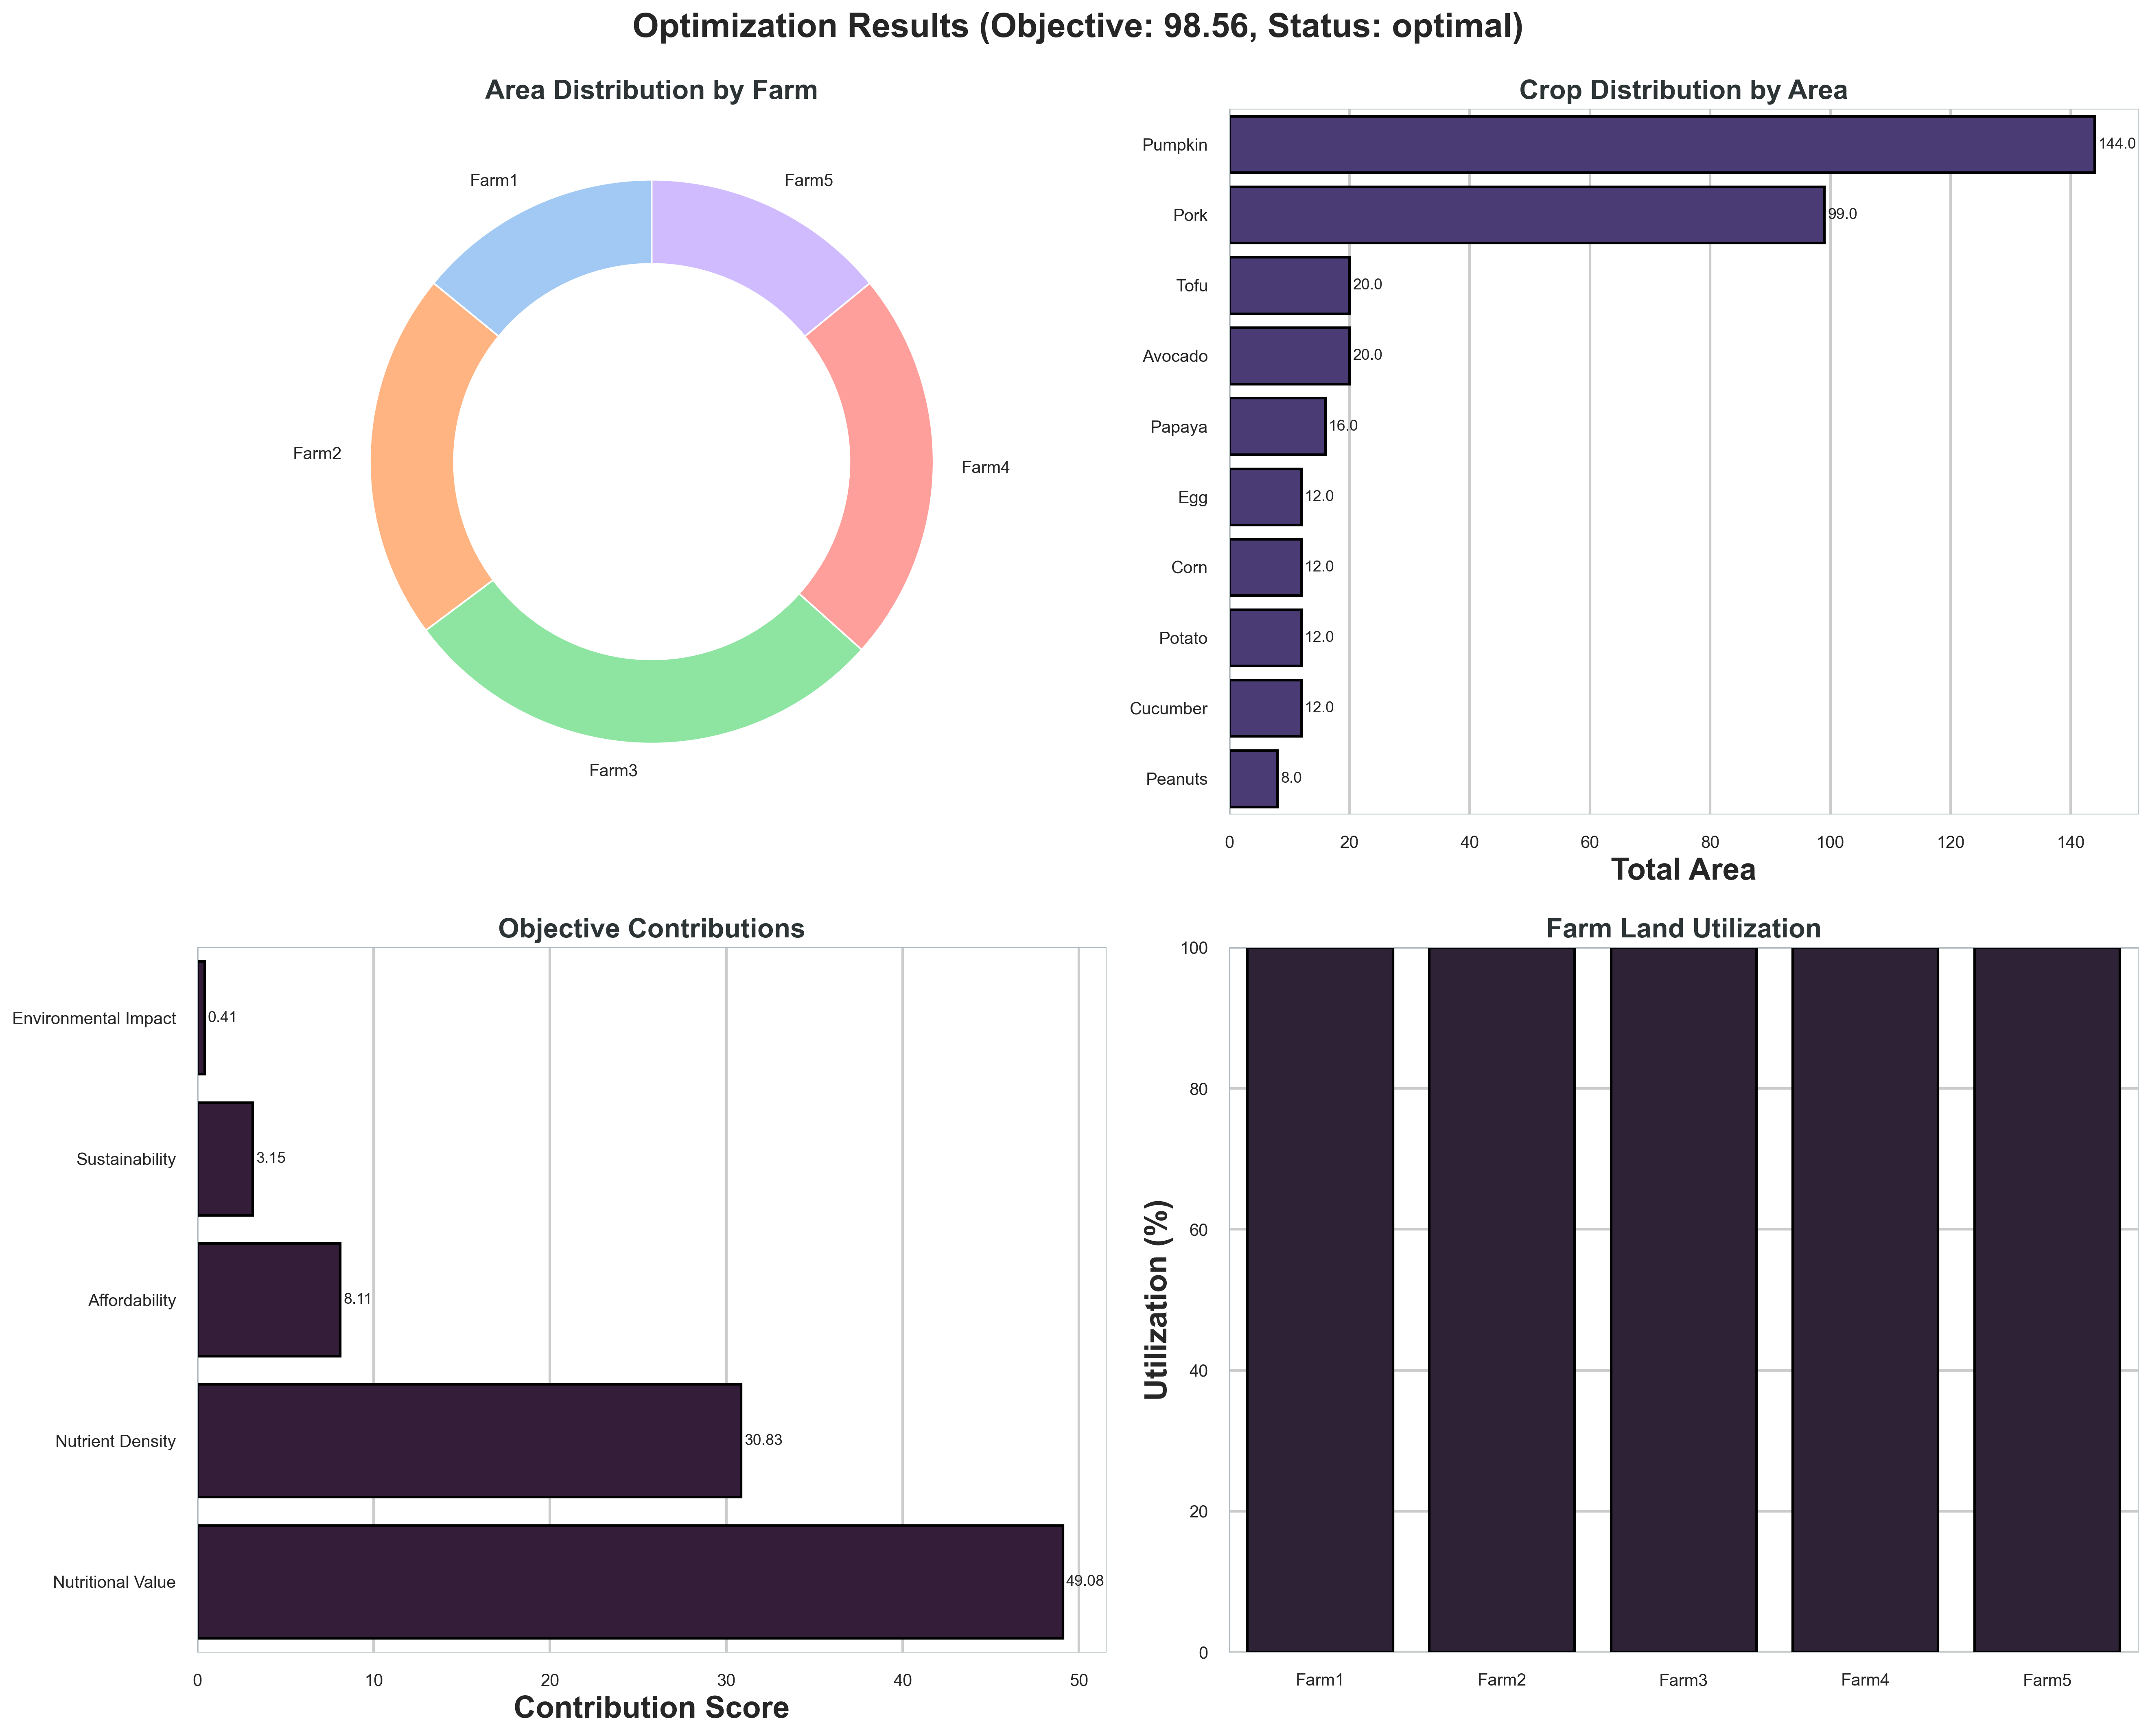 Optimization Results (Objective: 98.56, Status: optimal)
Area Distribution by Farm
Farm1
Farm5
Farm2
Farm4
Farm3
Crop Distribution by Area
Pumpkin
144.0
Pork
99.0
Tofu
20.0
Avocado
20.0
Papaya
16.0
Egg
12.0
Corn
12.0
Potato
12.0
Cucumber
12.0
Peanuts
8.0
0 20 40 60 80 100 120 140
Total Area
Objective Contributions
Environmental Impact
0.41
Sustainability
3.15
Affordability
8.11
Nutrient Density
30.83
Nutritional Value
49.08
0 10 20 30 40 50
Contribution Score
Farm Land Utilization
Utilization (%)
100
80
60
40
20
0
Farm1 Farm2 Farm3 Farm4 Farm5